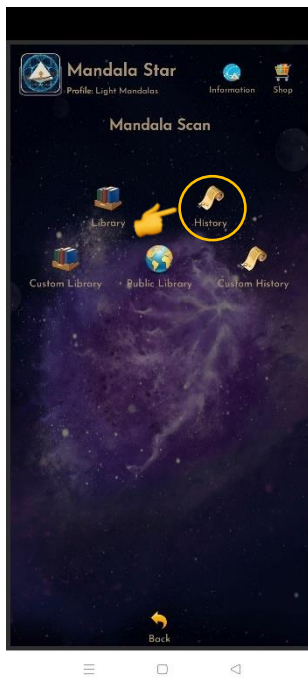 Mandala Star
Profile: Light Mandalas
Information
Shop
Mandala Scan
Library
History
Custom Library
Public Library
Custom History
Back